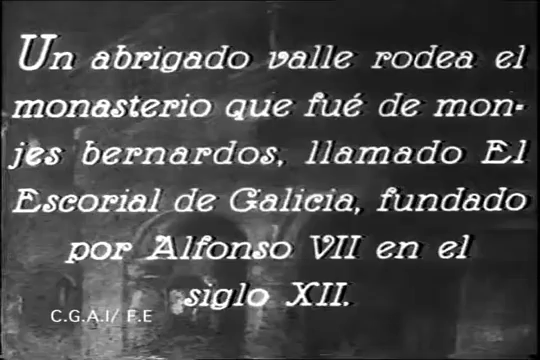 Un abrigado valle rodea el
monasterio que fué de mon-
jes bernardos, llamado El
Escorial de Galicia, fundado
por Alfonso VII en el
siglo XII.
C.G.A.I/ F.E